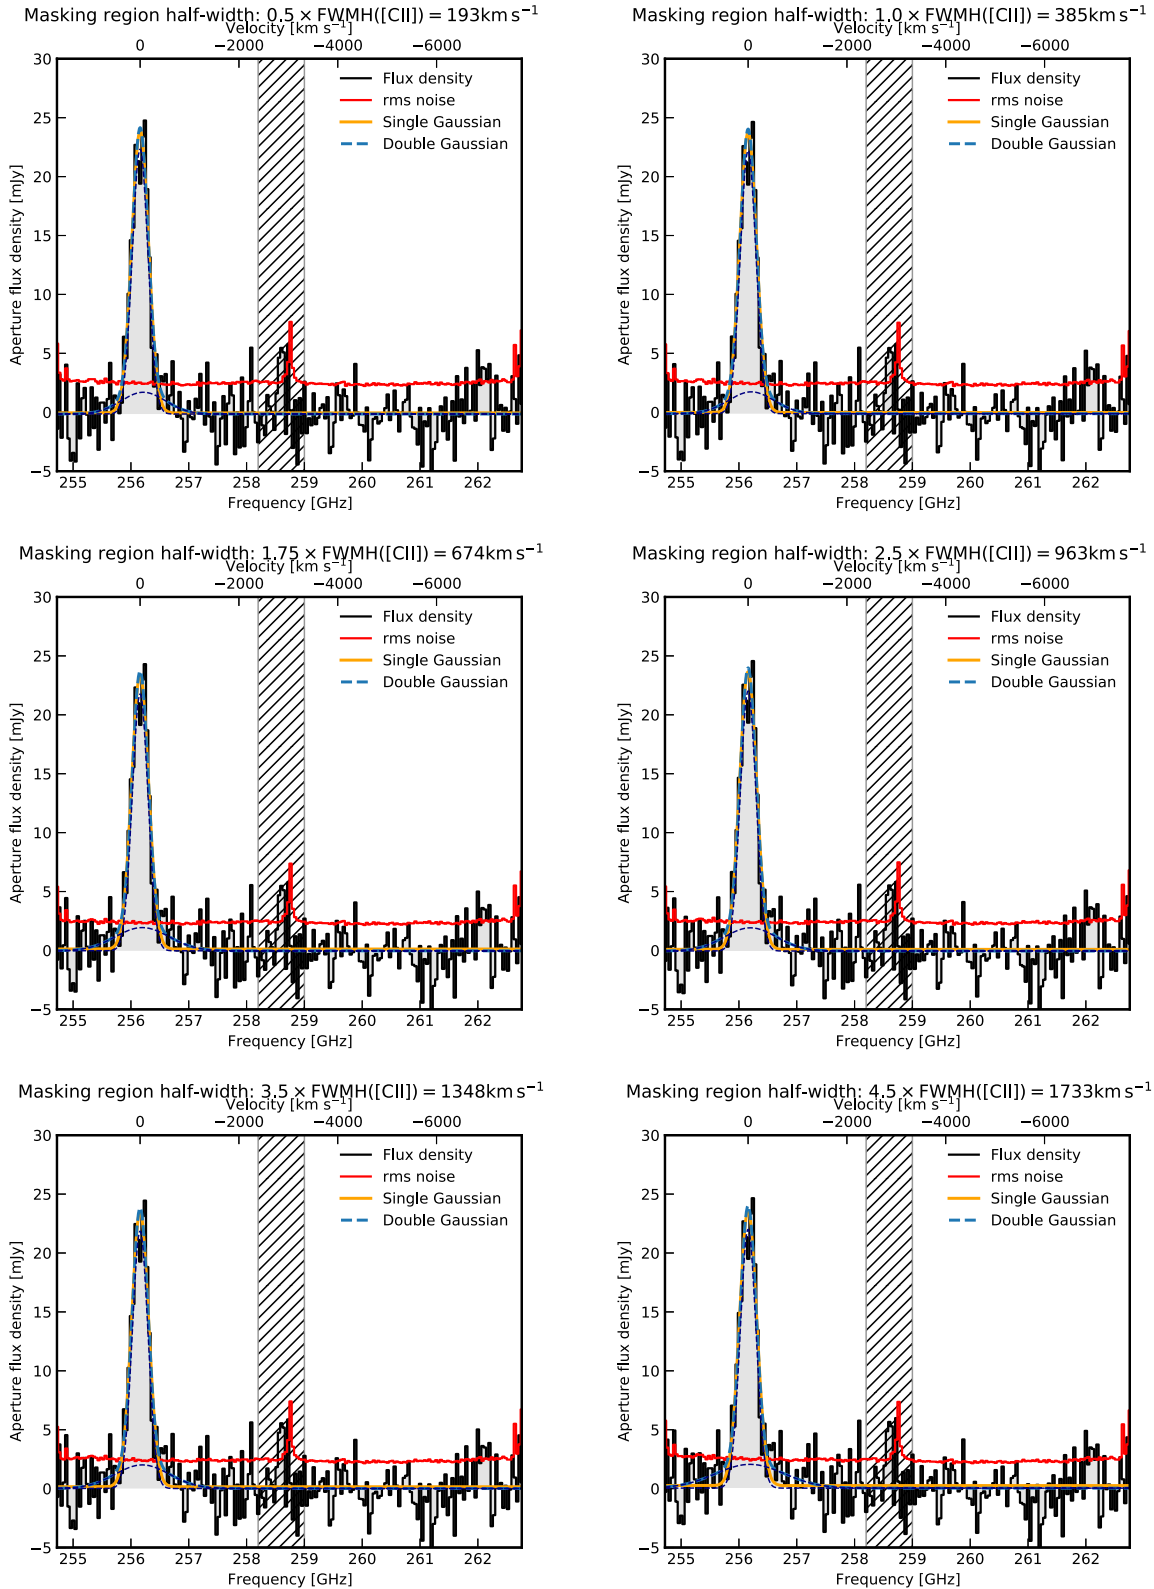 Masking region half-width: 0.5 × FWMH([CII]) = 193km s⁻¹
Velocity [km s⁻¹]
0 −2000 −4000 −6000
30
25
20
15
10
5
0
−5
Aperture flux density [mJy]
Flux density
rms noise
Single Gaussian
Double Gaussian
255 256 257 258 259 260 261 262
Frequency [GHz]
Masking region half-width: 1.0 × FWMH([CII]) = 385km s⁻¹
Velocity [km s⁻¹]
0 −2000 −4000 −6000
30
25
20
15
10
5
0
−5
Aperture flux density [mJy]
Flux density
rms noise
Single Gaussian
Double Gaussian
255 256 257 258 259 260 261 262
Frequency [GHz]
Masking region half-width: 1.75 × FWMH([CII]) = 674km s⁻¹
Velocity [km s⁻¹]
0 −2000 −4000 −6000
30
25
20
15
10
5
0
−5
Aperture flux density [mJy]
Flux density
rms noise
Single Gaussian
Double Gaussian
255 256 257 258 259 260 261 262
Frequency [GHz]
Masking region half-width: 2.5 × FWMH([CII]) = 963km s⁻¹
Velocity [km s⁻¹]
0 −2000 −4000 −6000
30
25
20
15
10
5
0
−5
Aperture flux density [mJy]
Flux density
rms noise
Single Gaussian
Double Gaussian
255 256 257 258 259 260 261 262
Frequency [GHz]
Masking region half-width: 3.5 × FWMH([CII]) = 1348km s⁻¹
Velocity [km s⁻¹]
0 −2000 −4000 −6000
30
25
20
15
10
5
0
−5
Aperture flux density [mJy]
Flux density
rms noise
Single Gaussian
Double Gaussian
255 256 257 258 259 260 261 262
Frequency [GHz]
Masking region half-width: 4.5 × FWMH([CII]) = 1733km s⁻¹
Velocity [km s⁻¹]
0 −2000 −4000 −6000
30
25
20
15
10
5
0
−5
Aperture flux density [mJy]
Flux density
rms noise
Single Gaussian
Double Gaussian
255 256 257 258 259 260 261 262
Frequency [GHz]